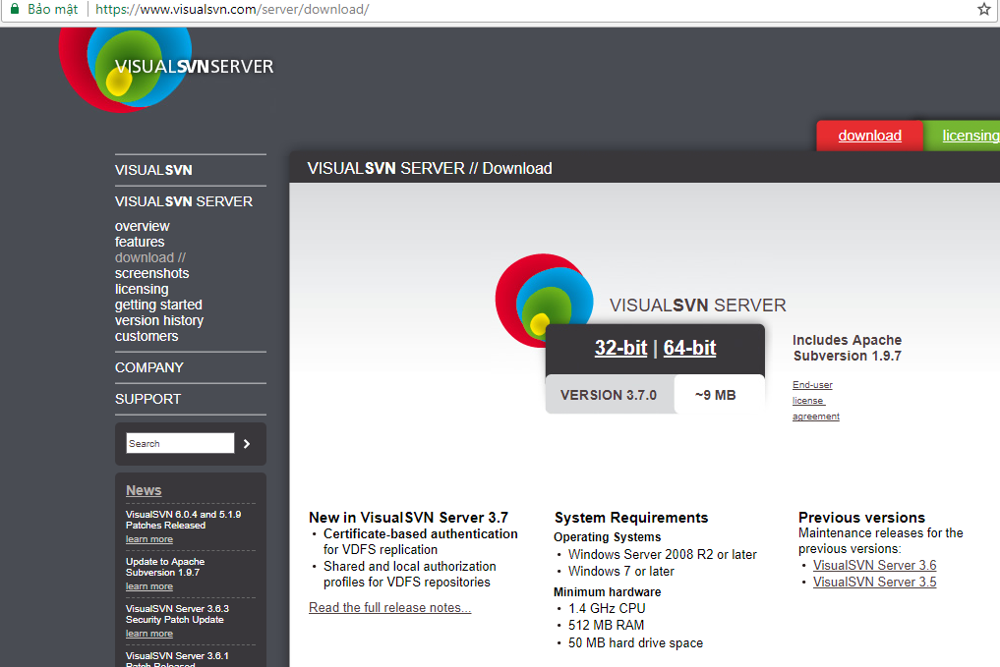 Bảo mật https://www.visualsvn.com/server/download/
VISUALSVNSERVER
download licensing
VISUALSVN
VISUALSVN SERVER
overview
features
download //
screenshots
licensing
getting started
version history
customers
COMPANY
SUPPORT
Search
News
VisualSVN 6.0.4 and 5.1.9
Patches Released
learn more
Update to Apache
Subversion 1.9.7
learn more
VisualSVN Server 3.6.3
Security Patch Update
learn more
VisualSVN Server 3.6.1
Patch Released
VISUALSVN SERVER // Download
VISUALSVN SERVER
32-bit | 64-bit
VERSION 3.7.0 ~9 MB
Includes Apache
Subversion 1.9.7
End-user
license
agreement
New in VisualSVN Server 3.7
• Certificate-based authentication
for VDFS replication
• Shared and local authorization
profiles for VDFS repositories
Read the full release notes...
System Requirements
Operating Systems
• Windows Server 2008 R2 or later
• Windows 7 or later
Minimum hardware
• 1.4 GHz CPU
• 512 MB RAM
• 50 MB hard drive space
Previous versions
Maintenance releases for the
previous versions:
• VisualSVN Server 3.6
• VisualSVN Server 3.5